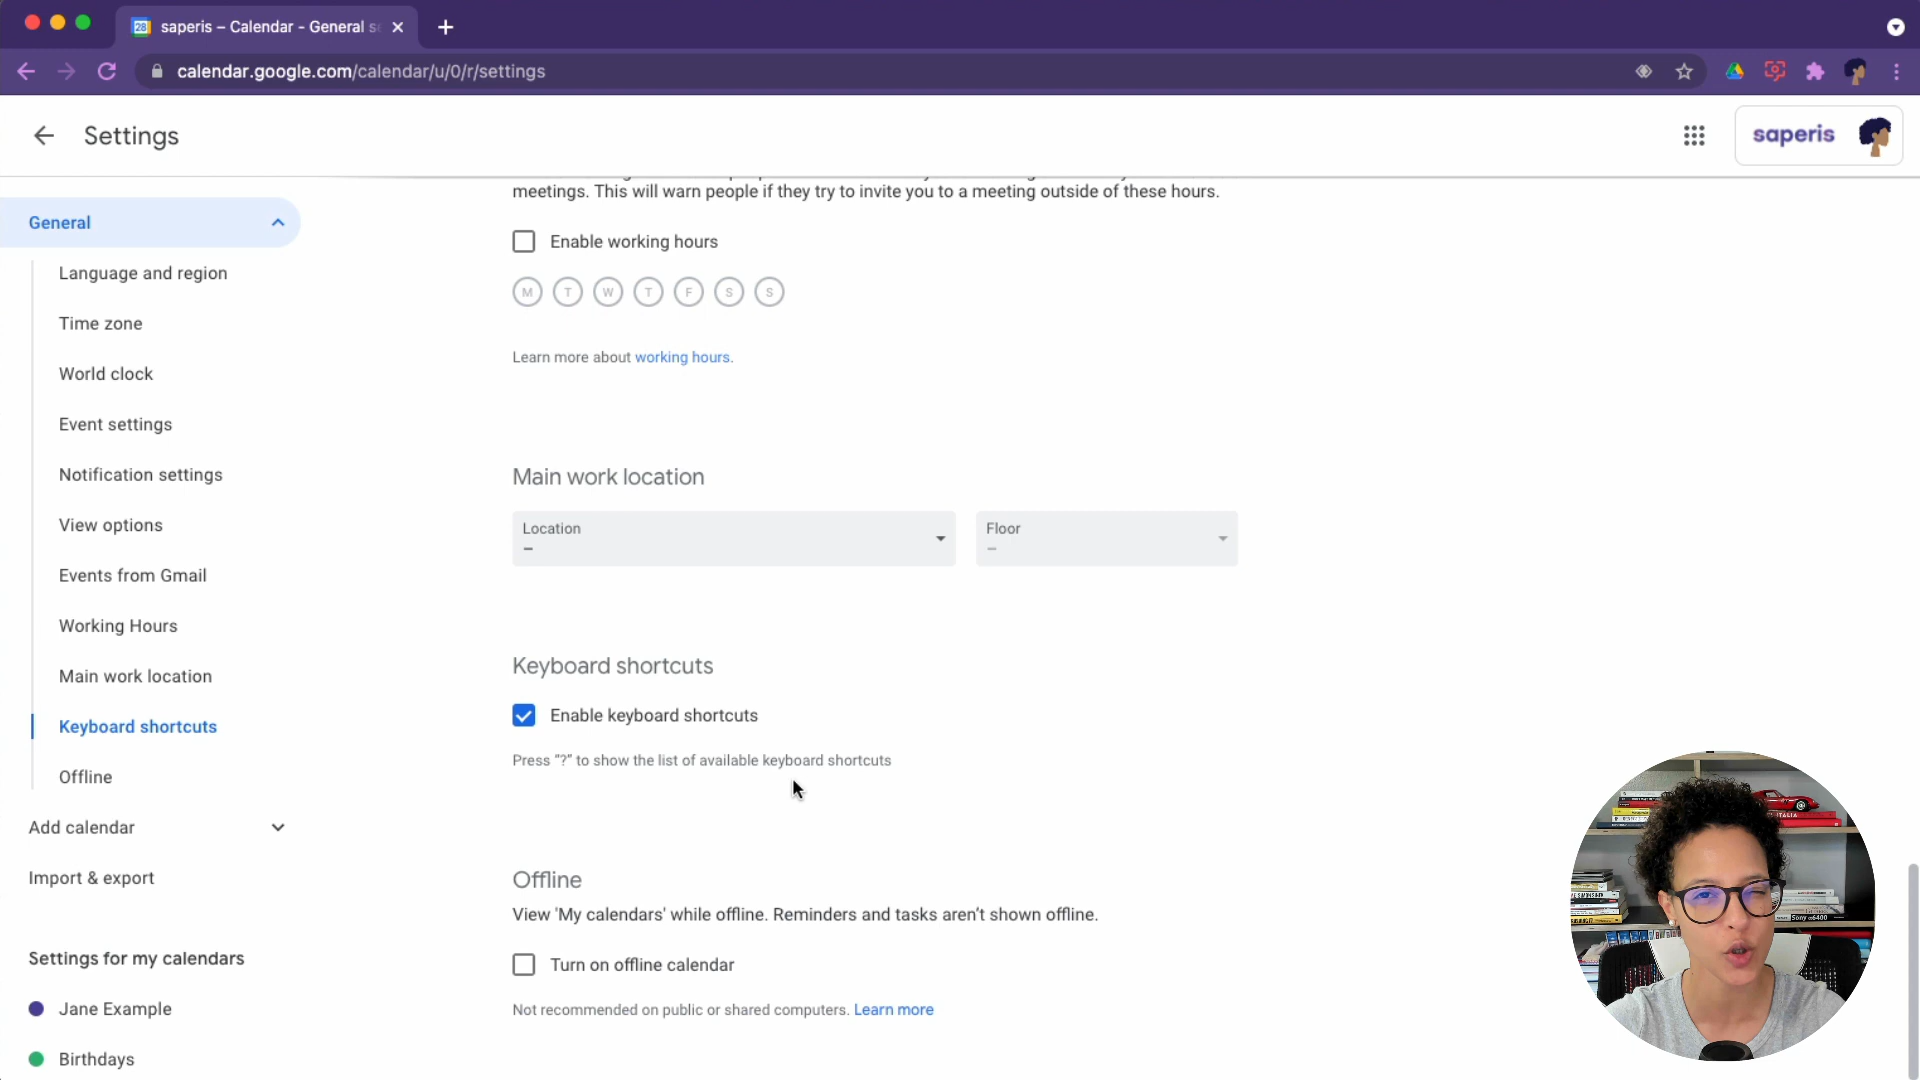 saperis – Calendar - General s
calendar.google.com/calendar/u/0/r/settings
Settings
saperis
General
Language and region
Time zone
World clock
Event settings
Notification settings
View options
Events from Gmail
Working Hours
Main work location
Keyboard shortcuts
Offline
Add calendar
Import & export
Settings for my calendars
Jane Example
Birthdays
meetings. This will warn people if they try to invite you to a meeting outside of these hours.
Enable working hours
M T W T F S S
Learn more about working hours.
Main work location
Location
–
Floor
–
Keyboard shortcuts
Enable keyboard shortcuts
Press "?" to show the list of available keyboard shortcuts
Offline
View 'My calendars' while offline. Reminders and tasks aren't shown offline.
Turn on offline calendar
Not recommended on public or shared computers. Learn more
ITALIA
Sony α6400